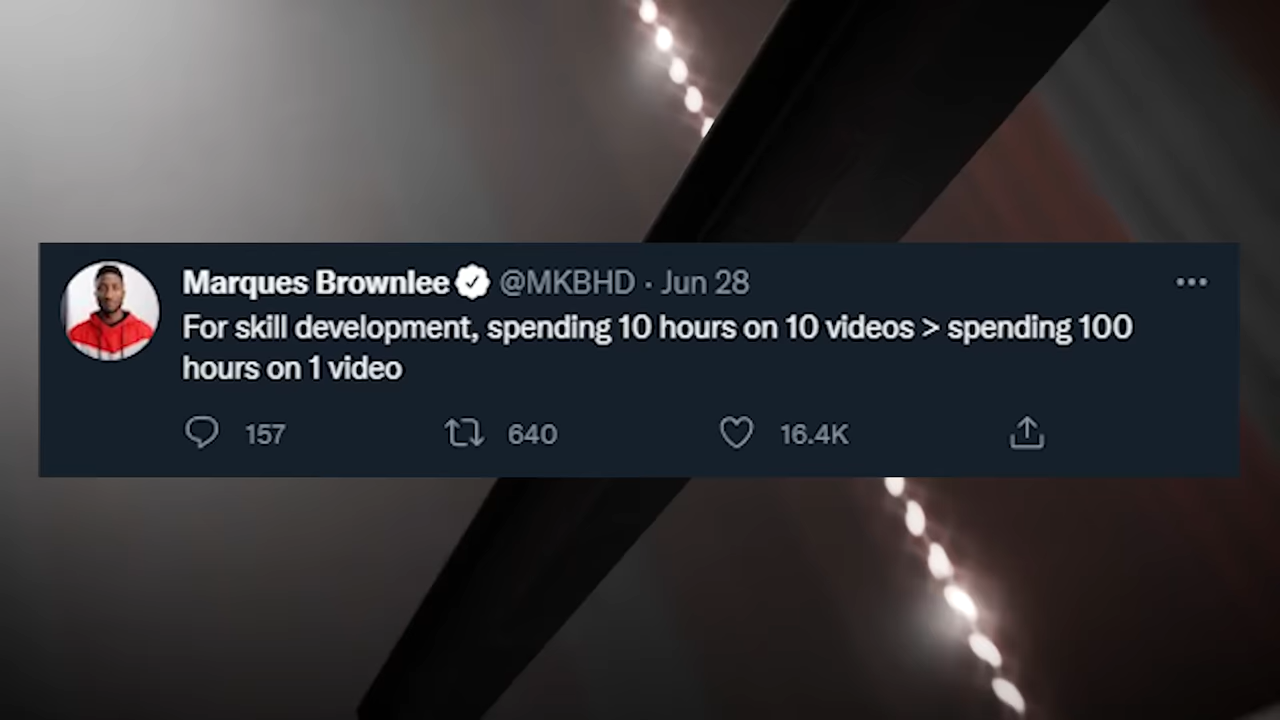 Marques Brownlee @MKBHD · Jun 28
For skill development, spending 10 hours on 10 videos > spending 100
hours on 1 video
157 640 16.4K